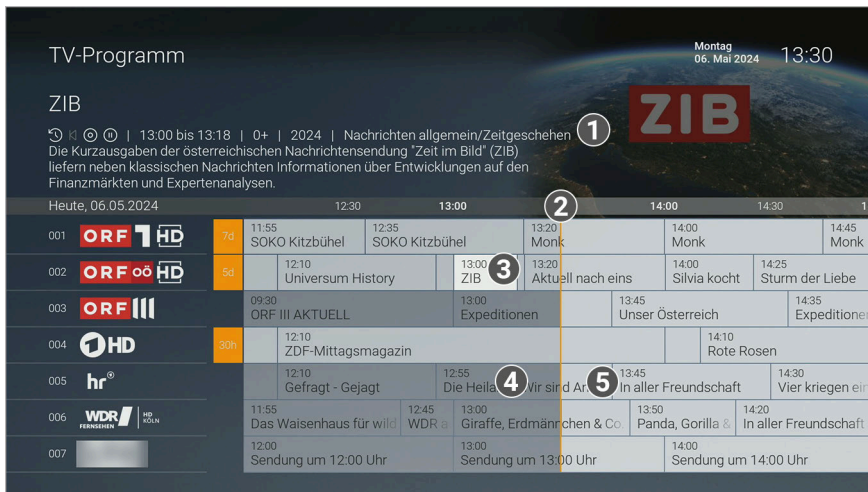 TV-Programm
Montag
06. Mai 2024
13:30
ZIB
ZIB
| 13:00 bis 13:18 | 0+ | 2024 | Nachrichten allgemein/Zeitgeschehen
1
Die Kurzausgaben der österreichischen Nachrichtensendung "Zeit im Bild" (ZIB)
liefern neben klassischen Nachrichten Informationen über Entwicklungen auf den
Finanzmärkten und Expertenanalysen.
Heute, 06.05.2024 12:30 13:00 2 14:00 14:30 1
001 ORF 1 HD 7d
11:55 12:35 13:20 14:00 14:45
SOKO Kitzbühel SOKO Kitzbühel Monk Monk Monk
002 ORF OÖ HD 5d
12:10 13:00 3 13:20 14:00 14:25
Universum History ZIB Aktuell nach eins Silvia kocht Sturm der Liebe
003 ORF III
09:30 13:00 13:45 14:35
ORF III AKTUELL Expeditionen Unser Österreich Expeditione
004 1 HD 30h
12:10 14:10
ZDF-Mittagsmagazin Rote Rosen
005 hr
12:10 12:55 4 5 13:45 14:30
Gefragt - Gejagt Die Heila Wir sind Ar In aller Freundschaft Vier kriegen ei
006 WDR FERNSEHEN HD KÖLN
11:55 12:45 13:00 13:50 14:20
Das Waisenhaus für wild WDR a Giraffe, Erdmännchen & Co. Panda, Gorilla & In aller Freundschaft
007
12:00 13:00 14:00
Sendung um 12:00 Uhr Sendung um 13:00 Uhr Sendung um 14:00 Uhr